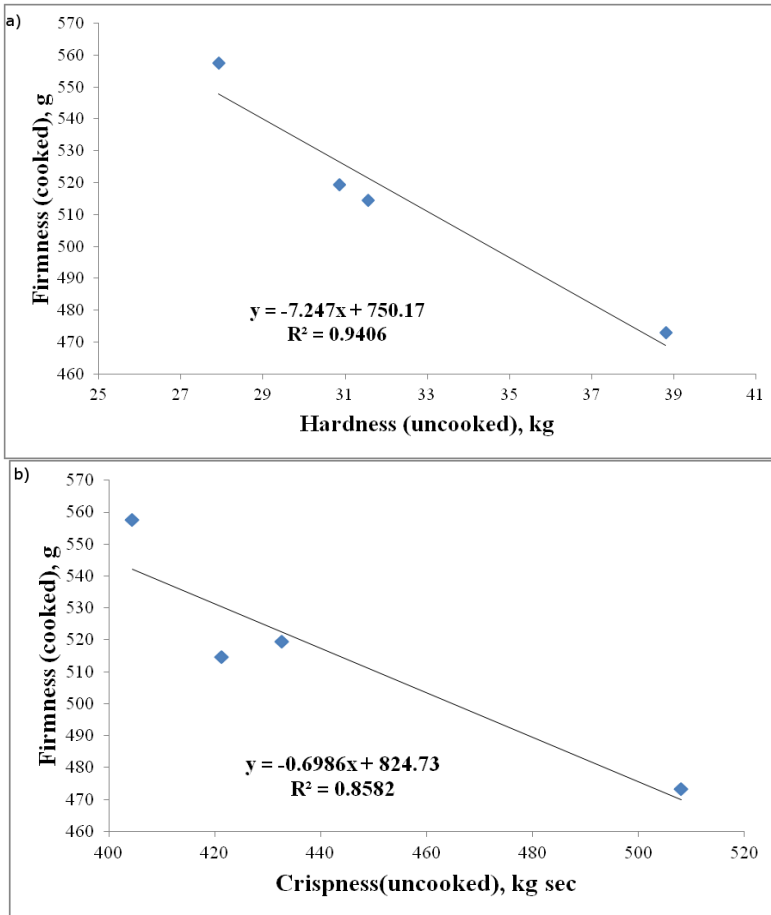 a)
570
560
550
540
530
520
510
500
490
480
470
460
Firmness (cooked), g
y = -7.247x + 750.17
R² = 0.9406
25 27 29 31 33 35 37 39 41
Hardness (uncooked), kg
b)
570
560
550
540
530
520
510
500
490
480
470
460
Firmness (cooked), g
y = -0.6986x + 824.73
R² = 0.8582
400 420 440 460 480 500 520
Crispness(uncooked), kg sec